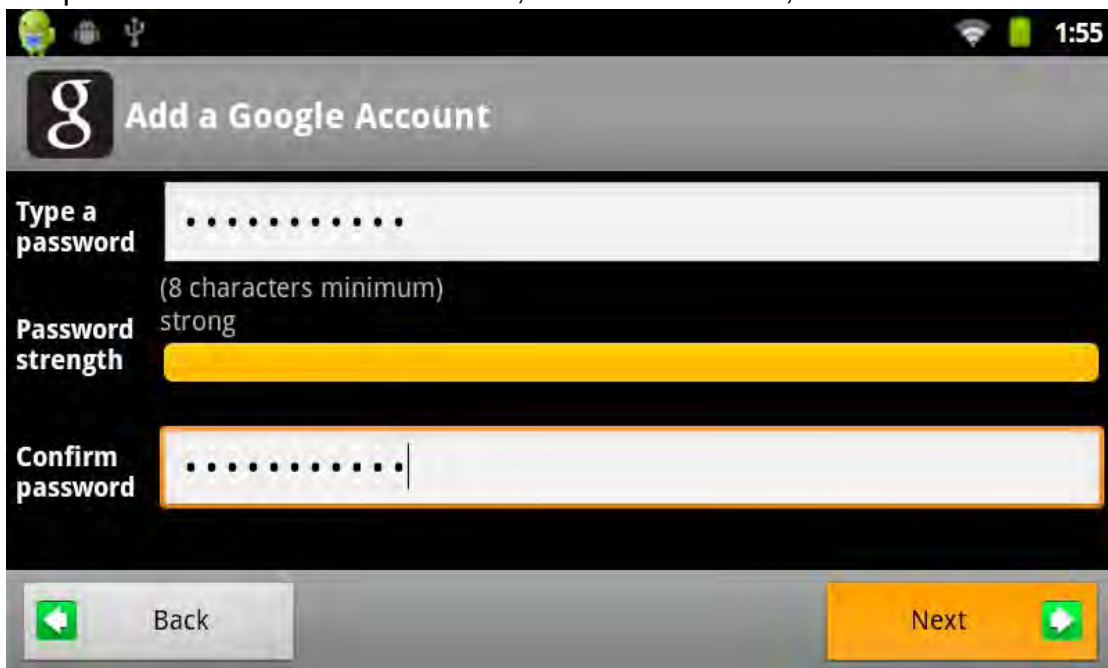 1:55
g Add a Google Account
Type a
password
•••••••••••
(8 characters minimum)
Password
strength
strong
Confirm
password
•••••••••••
Back
Next